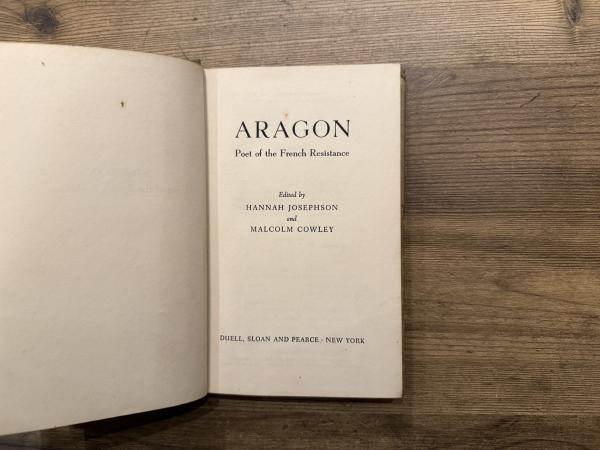 ARAGON
Poet of the French Resistance
Edited by
HANNAH JOSEPHSON
and
MALCOLM COWLEY
DUELL, SLOAN AND PEARCE · NEW YORK